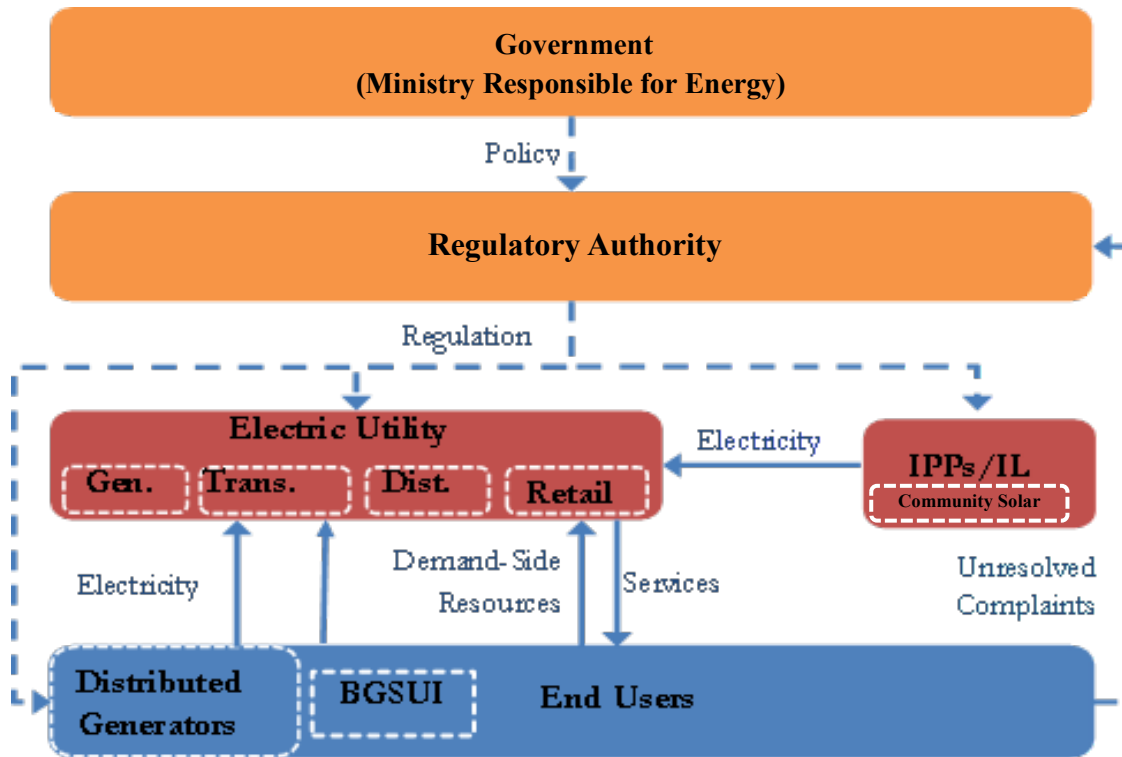 Government
(Ministry Responsible for Energy)
Policy
Regulatory Authority
Regulation
Electric Utility
Gen.
Trans.
Dist.
Retail
Electricity
IPPs/IL
Community Solar
Electricity
Demand-Side
Resources
Services
Unresolved
Complaints
Distributed
Generators
BGSUI
End Users